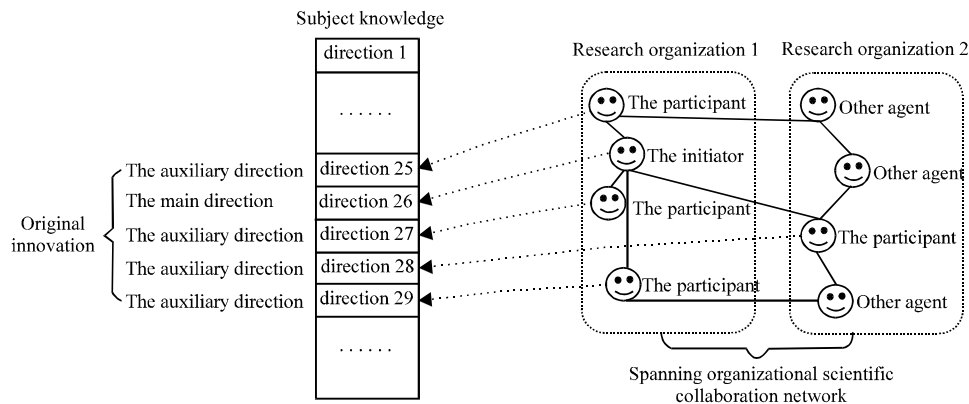 Subject knowledge
direction 1
......
The auxiliary direction
direction 25
The main direction
direction 26
The auxiliary direction
direction 27
The auxiliary direction
direction 28
The auxiliary direction
direction 29
......
Original
innovation
Research organization 1
The participant
The initiator
The participant
The participant
Research organization 2
Other agent
Other agent
The participant
Other agent
Spanning organizational scientific
collaboration network